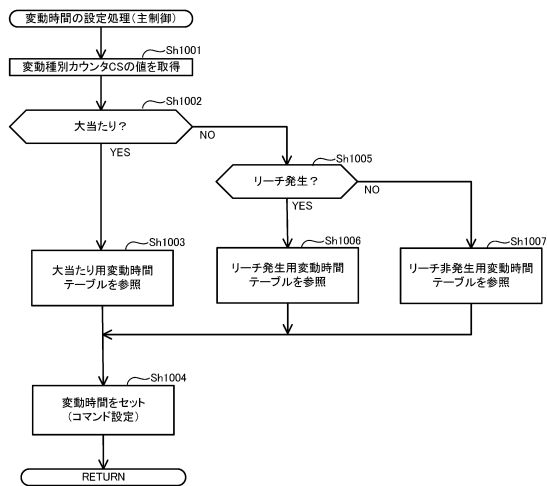 変動時間の設定処理(主制御)
Sh1001
変動種別カウンタCSの値を取得
Sh1002
大当たり?
NO
YES
Sh1005
リーチ発生?
NO
YES
Sh1003
大当たり用変動時間
テーブルを参照
Sh1006
リーチ発生用変動時間
テーブルを参照
Sh1007
リーチ非発生用変動時間
テーブルを参照
Sh1004
変動時間をセット
(コマンド設定)
RETURN